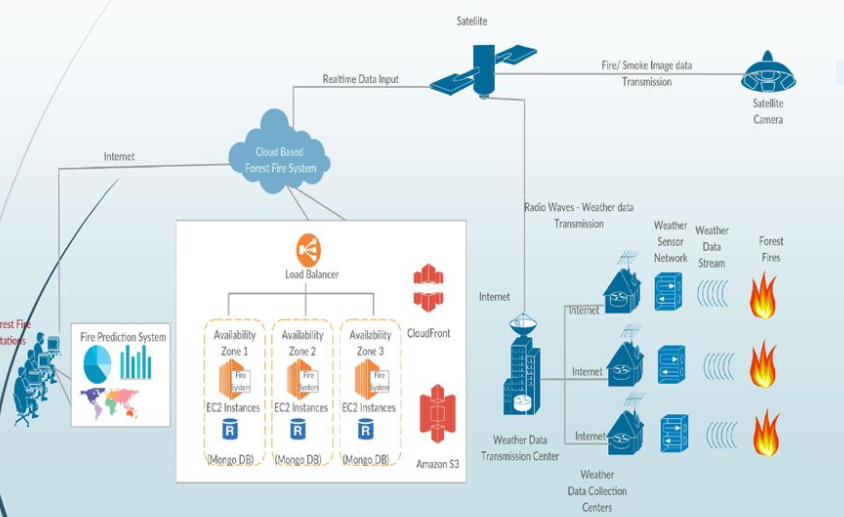 Satellite
Realtime Data Input
Fire/ Smoke Image data
Transmission
Satellite
Camera
Internet
Cloud Based
Forest Fire System
Radio Waves - Weather data
Transmission
Weather
Sensor
Network
Weather
Data
Stream
Forest
Fires
Load Balancer
Internet
Internet
CloudFront
Fire
Fire Prediction System
Availability
Zone 1
Availability
Zone 2
Availability
Zone 3
Fire
System
Fire
System
Fire
System
Internet
EC2 Instances
EC2 Instances
EC2 Instances
R
R
R
(Mongo DB)
(Mongo DB)
(Mongo DB)
Amazon S3
Internet
Weather Data
Transmission Center
Weather
Data Collection
Centers